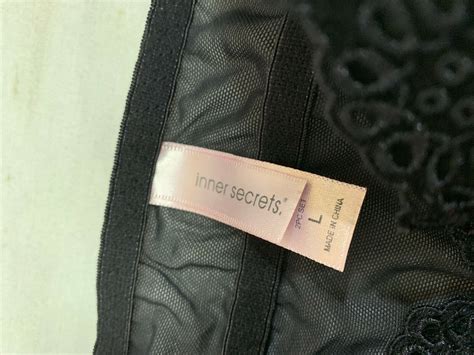 inner secrets®
2PC SET
L
MADE IN CHINA